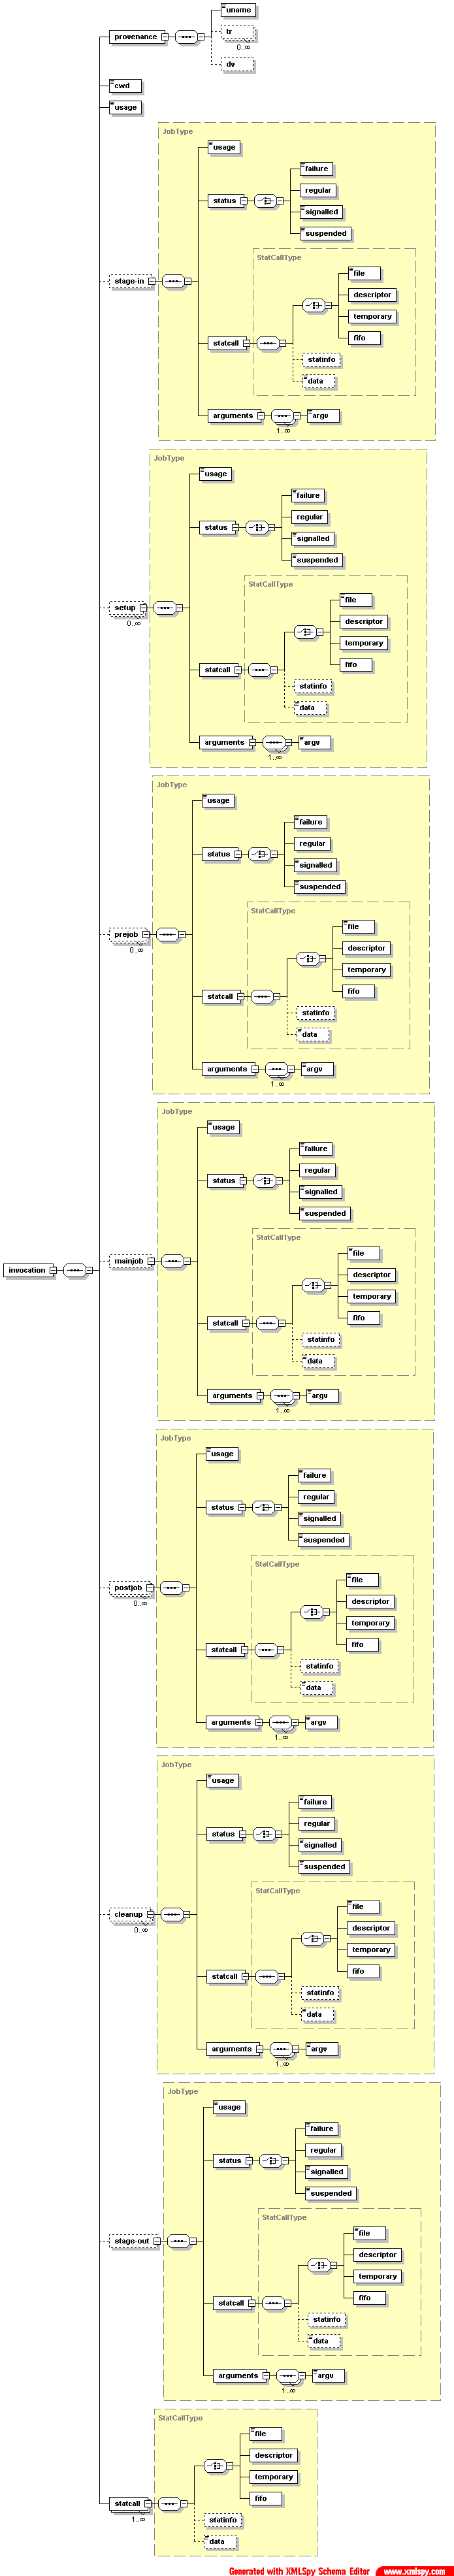 uname
provenance
tr
0..∞
dv
cwd
usage
JobType
usage
failure
status
regular
signalled
suspended
StatCallType
file
stage-in
descriptor
temporary
fifo
statcall
statinfo
data
arguments
argv
1..∞
JobType
usage
failure
regular
status
signalled
suspended
StatCallType
file
setup
descriptor
0..∞
temporary
fifo
statcall
statinfo
data
arguments
argv
1..∞
JobType
usage
failure
regular
status
signalled
suspended
StatCallType
file
prejob
descriptor
0..∞
temporary
fifo
statcall
statinfo
data
arguments
argv
1..∞
JobType
usage
failure
regular
status
signalled
suspended
StatCallType
file
mainjob
invocation
descriptor
temporary
fifo
statcall
statinfo
data
arguments
argv
1..∞
JobType
usage
failure
regular
status
signalled
suspended
StatCallType
file
postjob
descriptor
0..∞
temporary
fifo
statcall
statinfo
data
arguments
argv
1..∞
JobType
usage
failure
regular
status
signalled
suspended
StatCallType
file
cleanup
descriptor
0..∞
temporary
fifo
statcall
statinfo
data
arguments
argv
1..∞
JobType
usage
failure
regular
status
signalled
suspended
StatCallType
file
stage-out
descriptor
temporary
fifo
statcall
statinfo
data
arguments
argv
1..∞
StatCallType
file
descriptor
temporary
fifo
statcall
1..∞
statinfo
data
Generated with XMLSpy Schema Editor www.xmlspy.com